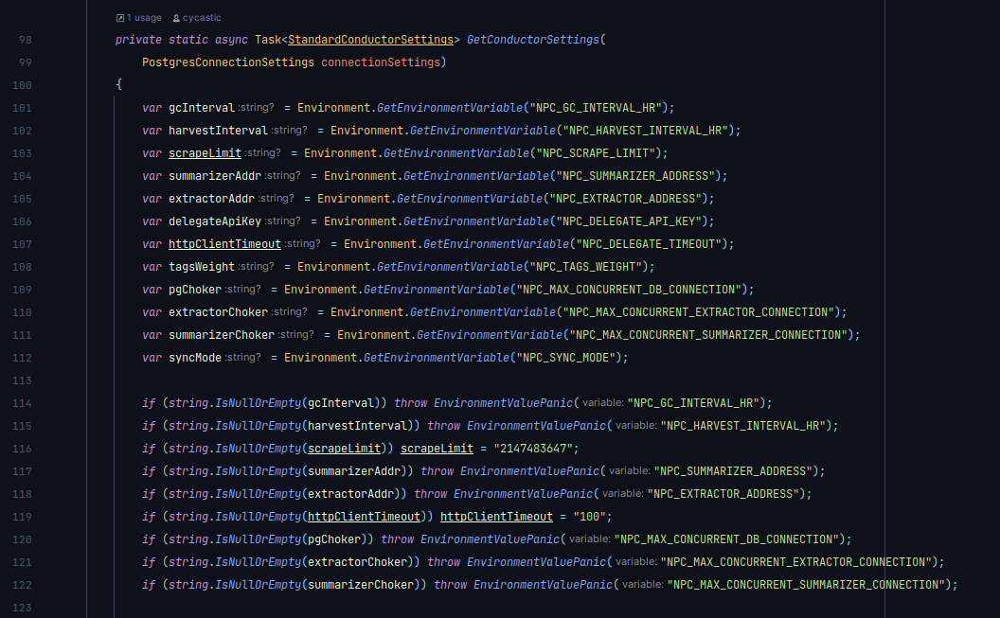 1 usage cycastic
98 private static async Task<StandardConductorSettings> GetConductorSettings(
99 PostgresConnectionSettings connectionSettings)
100 {
101 var gcInterval :string? = Environment.GetEnvironmentVariable("NPC_GC_INTERVAL_HR");
102 var harvestInterval :string? = Environment.GetEnvironmentVariable("NPC_HARVEST_INTERVAL_HR");
103 var scrapeLimit :string? = Environment.GetEnvironmentVariable("NPC_SCRAPE_LIMIT");
104 var summarizerAddr :string? = Environment.GetEnvironmentVariable("NPC_SUMMARIZER_ADDRESS");
105 var extractorAddr :string? = Environment.GetEnvironmentVariable("NPC_EXTRACTOR_ADDRESS");
106 var delegateApiKey :string? = Environment.GetEnvironmentVariable("NPC_DELEGATE_API_KEY");
107 var httpClientTimeout :string? = Environment.GetEnvironmentVariable("NPC_DELEGATE_TIMEOUT");
108 var tagsWeight :string? = Environment.GetEnvironmentVariable("NPC_TAGS_WEIGHT");
109 var pgChoker :string? = Environment.GetEnvironmentVariable("NPC_MAX_CONCURRENT_DB_CONNECTION");
110 var extractorChoker :string? = Environment.GetEnvironmentVariable("NPC_MAX_CONCURRENT_EXTRACTOR_CONNECTION");
111 var summarizerChoker :string? = Environment.GetEnvironmentVariable("NPC_MAX_CONCURRENT_SUMMARIZER_CONNECTION");
112 var syncMode :string? = Environment.GetEnvironmentVariable("NPC_SYNC_MODE");
113
114 if (string.IsNullOrEmpty(gcInterval)) throw EnvironmentValuePanic( variable: "NPC_GC_INTERVAL_HR");
115 if (string.IsNullOrEmpty(harvestInterval)) throw EnvironmentValuePanic( variable: "NPC_HARVEST_INTERVAL_HR");
116 if (string.IsNullOrEmpty(scrapeLimit)) scrapeLimit = "2147483647";
117 if (string.IsNullOrEmpty(summarizerAddr)) throw EnvironmentValuePanic( variable: "NPC_SUMMARIZER_ADDRESS");
118 if (string.IsNullOrEmpty(extractorAddr)) throw EnvironmentValuePanic( variable: "NPC_EXTRACTOR_ADDRESS");
119 if (string.IsNullOrEmpty(httpClientTimeout)) httpClientTimeout = "100";
120 if (string.IsNullOrEmpty(pgChoker)) throw EnvironmentValuePanic( variable: "NPC_MAX_CONCURRENT_DB_CONNECTION");
121 if (string.IsNullOrEmpty(extractorChoker)) throw EnvironmentValuePanic( variable: "NPC_MAX_CONCURRENT_EXTRACTOR_CONNECTION");
122 if (string.IsNullOrEmpty(summarizerChoker)) throw EnvironmentValuePanic( variable: "NPC_MAX_CONCURRENT_SUMMARIZER_CONNECTION");
123